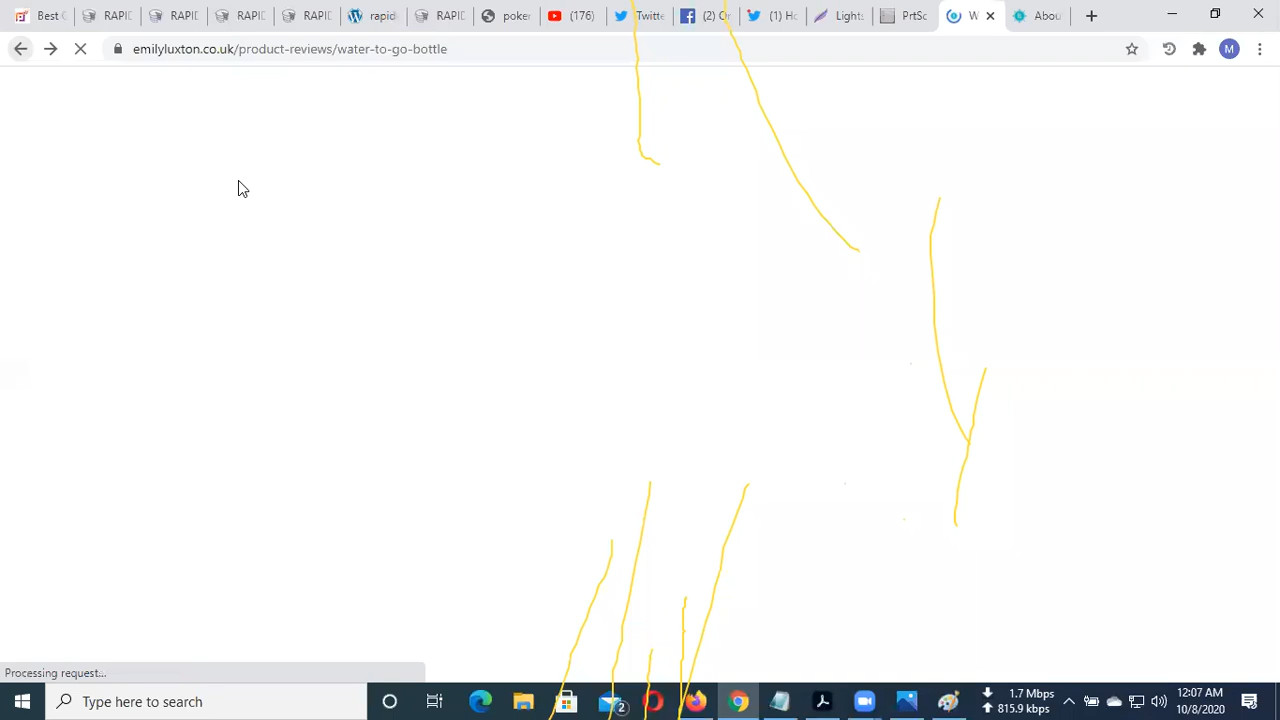 Best C RAPID RAPID RAPID RAPID rapid RAPID poker (176) Twitte (2) On (1) Ho Lights PrtSc W Abou
emilyluxton.co.uk/product-reviews/water-to-go-bottle M
Processing request...
Type here to search 2 1.7 Mbps 815.9 kbps 12:07 AM 10/8/2020